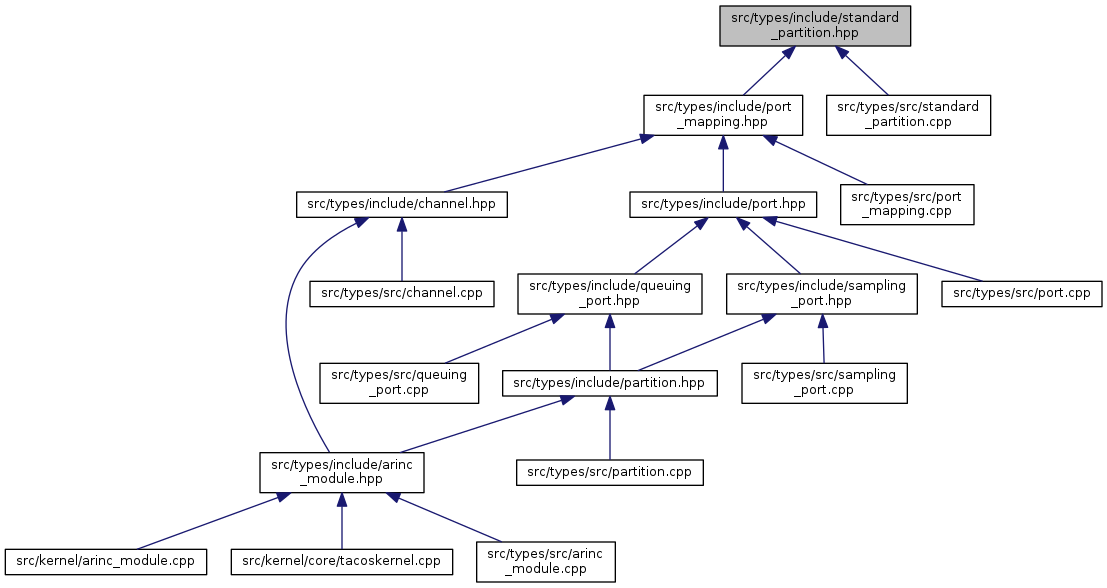 src/types/include/standard
_partition.hpp
src/types/include/port
_mapping.hpp
src/types/src/standard
_partition.cpp
src/types/include/channel.hpp
src/types/include/port.hpp
src/types/src/port
_mapping.cpp
src/types/src/channel.cpp
src/types/include/queuing
_port.hpp
src/types/include/sampling
_port.hpp
src/types/src/port.cpp
src/types/src/queuing
_port.cpp
src/types/include/partition.hpp
src/types/src/sampling
_port.cpp
src/types/include/arinc
_module.hpp
src/types/src/partition.cpp
src/kernel/arinc_module.cpp
src/kernel/core/tacoskernel.cpp
src/types/src/arinc
_module.cpp